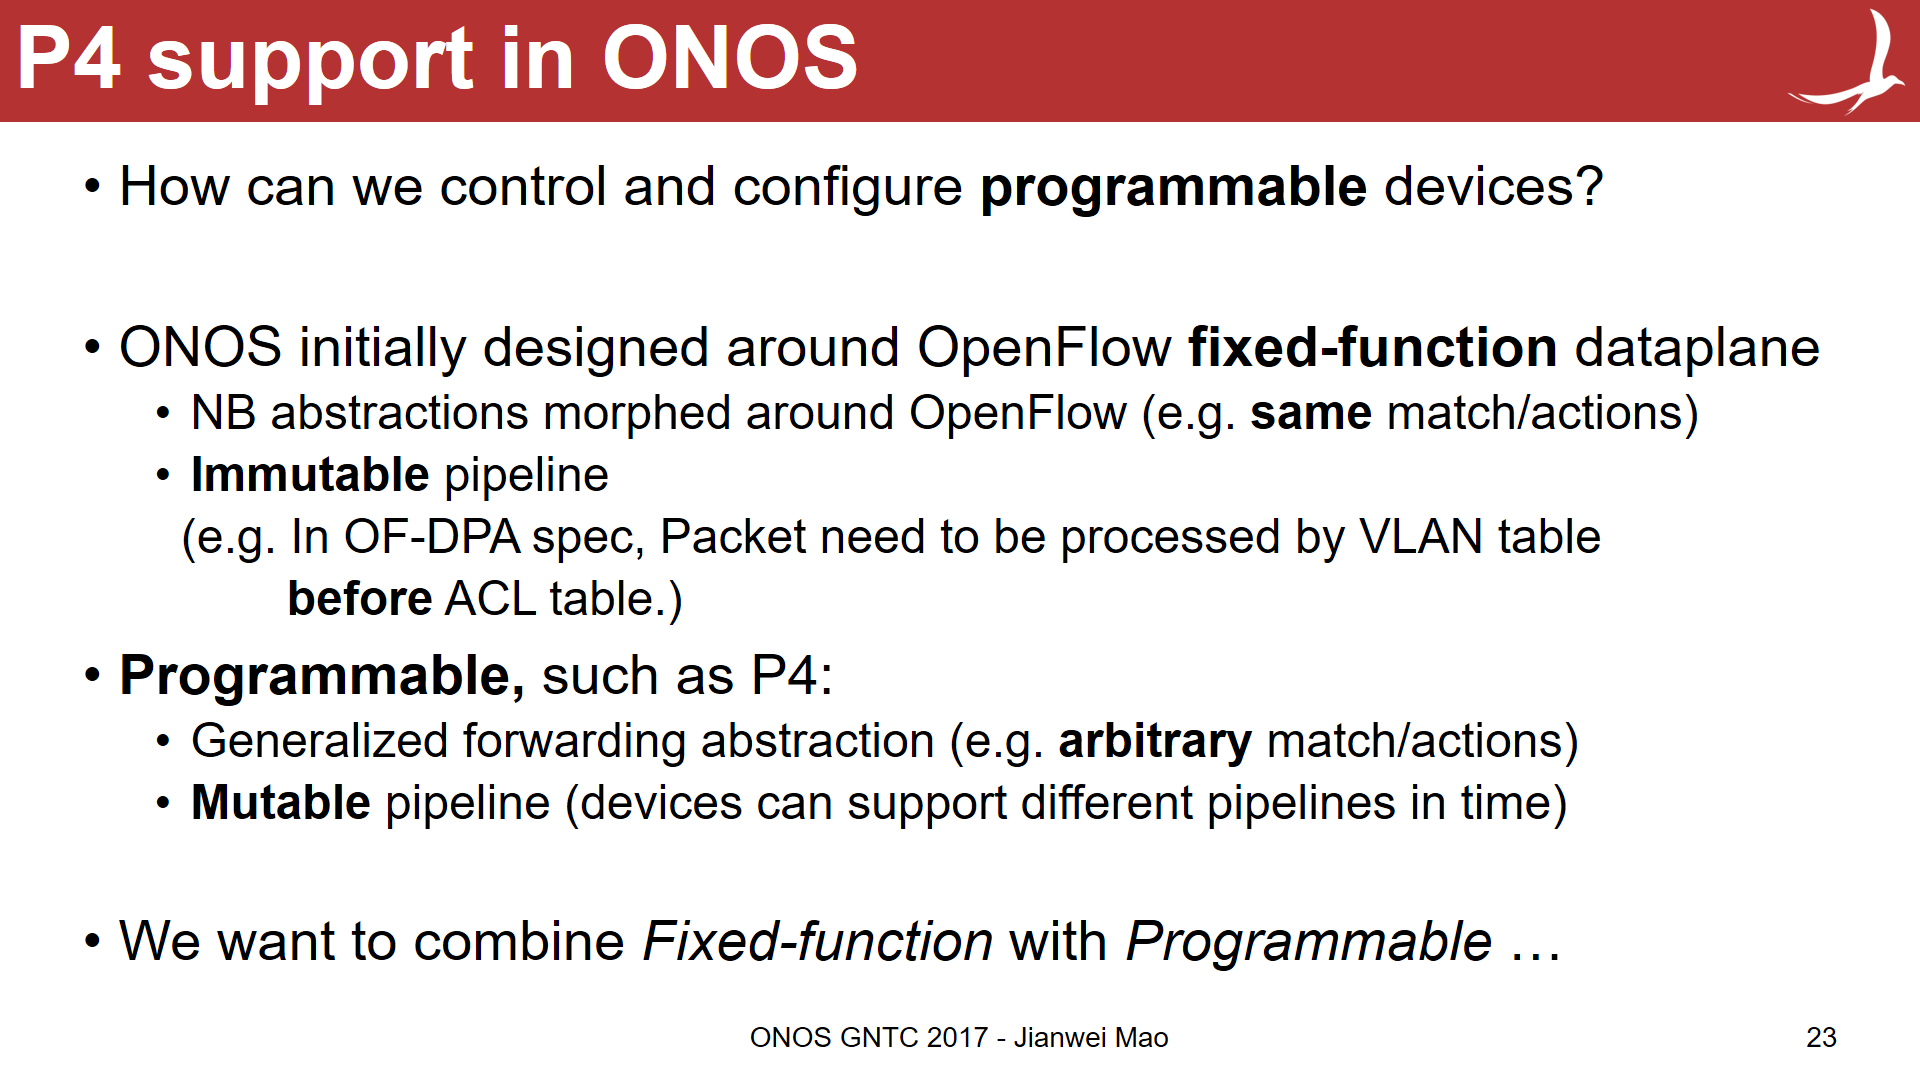 P4 support in ONOS
• How can we control and configure programmable devices?
• ONOS initially designed around OpenFlow fixed-function dataplane
• NB abstractions morphed around OpenFlow (e.g. same match/actions)
• Immutable pipeline
(e.g. In OF-DPA spec, Packet need to be processed by VLAN table
before ACL table.)
• Programmable, such as P4:
• Generalized forwarding abstraction (e.g. arbitrary match/actions)
• Mutable pipeline (devices can support different pipelines in time)
• We want to combine Fixed-function with Programmable …
ONOS GNTC 2017 - Jianwei Mao
23